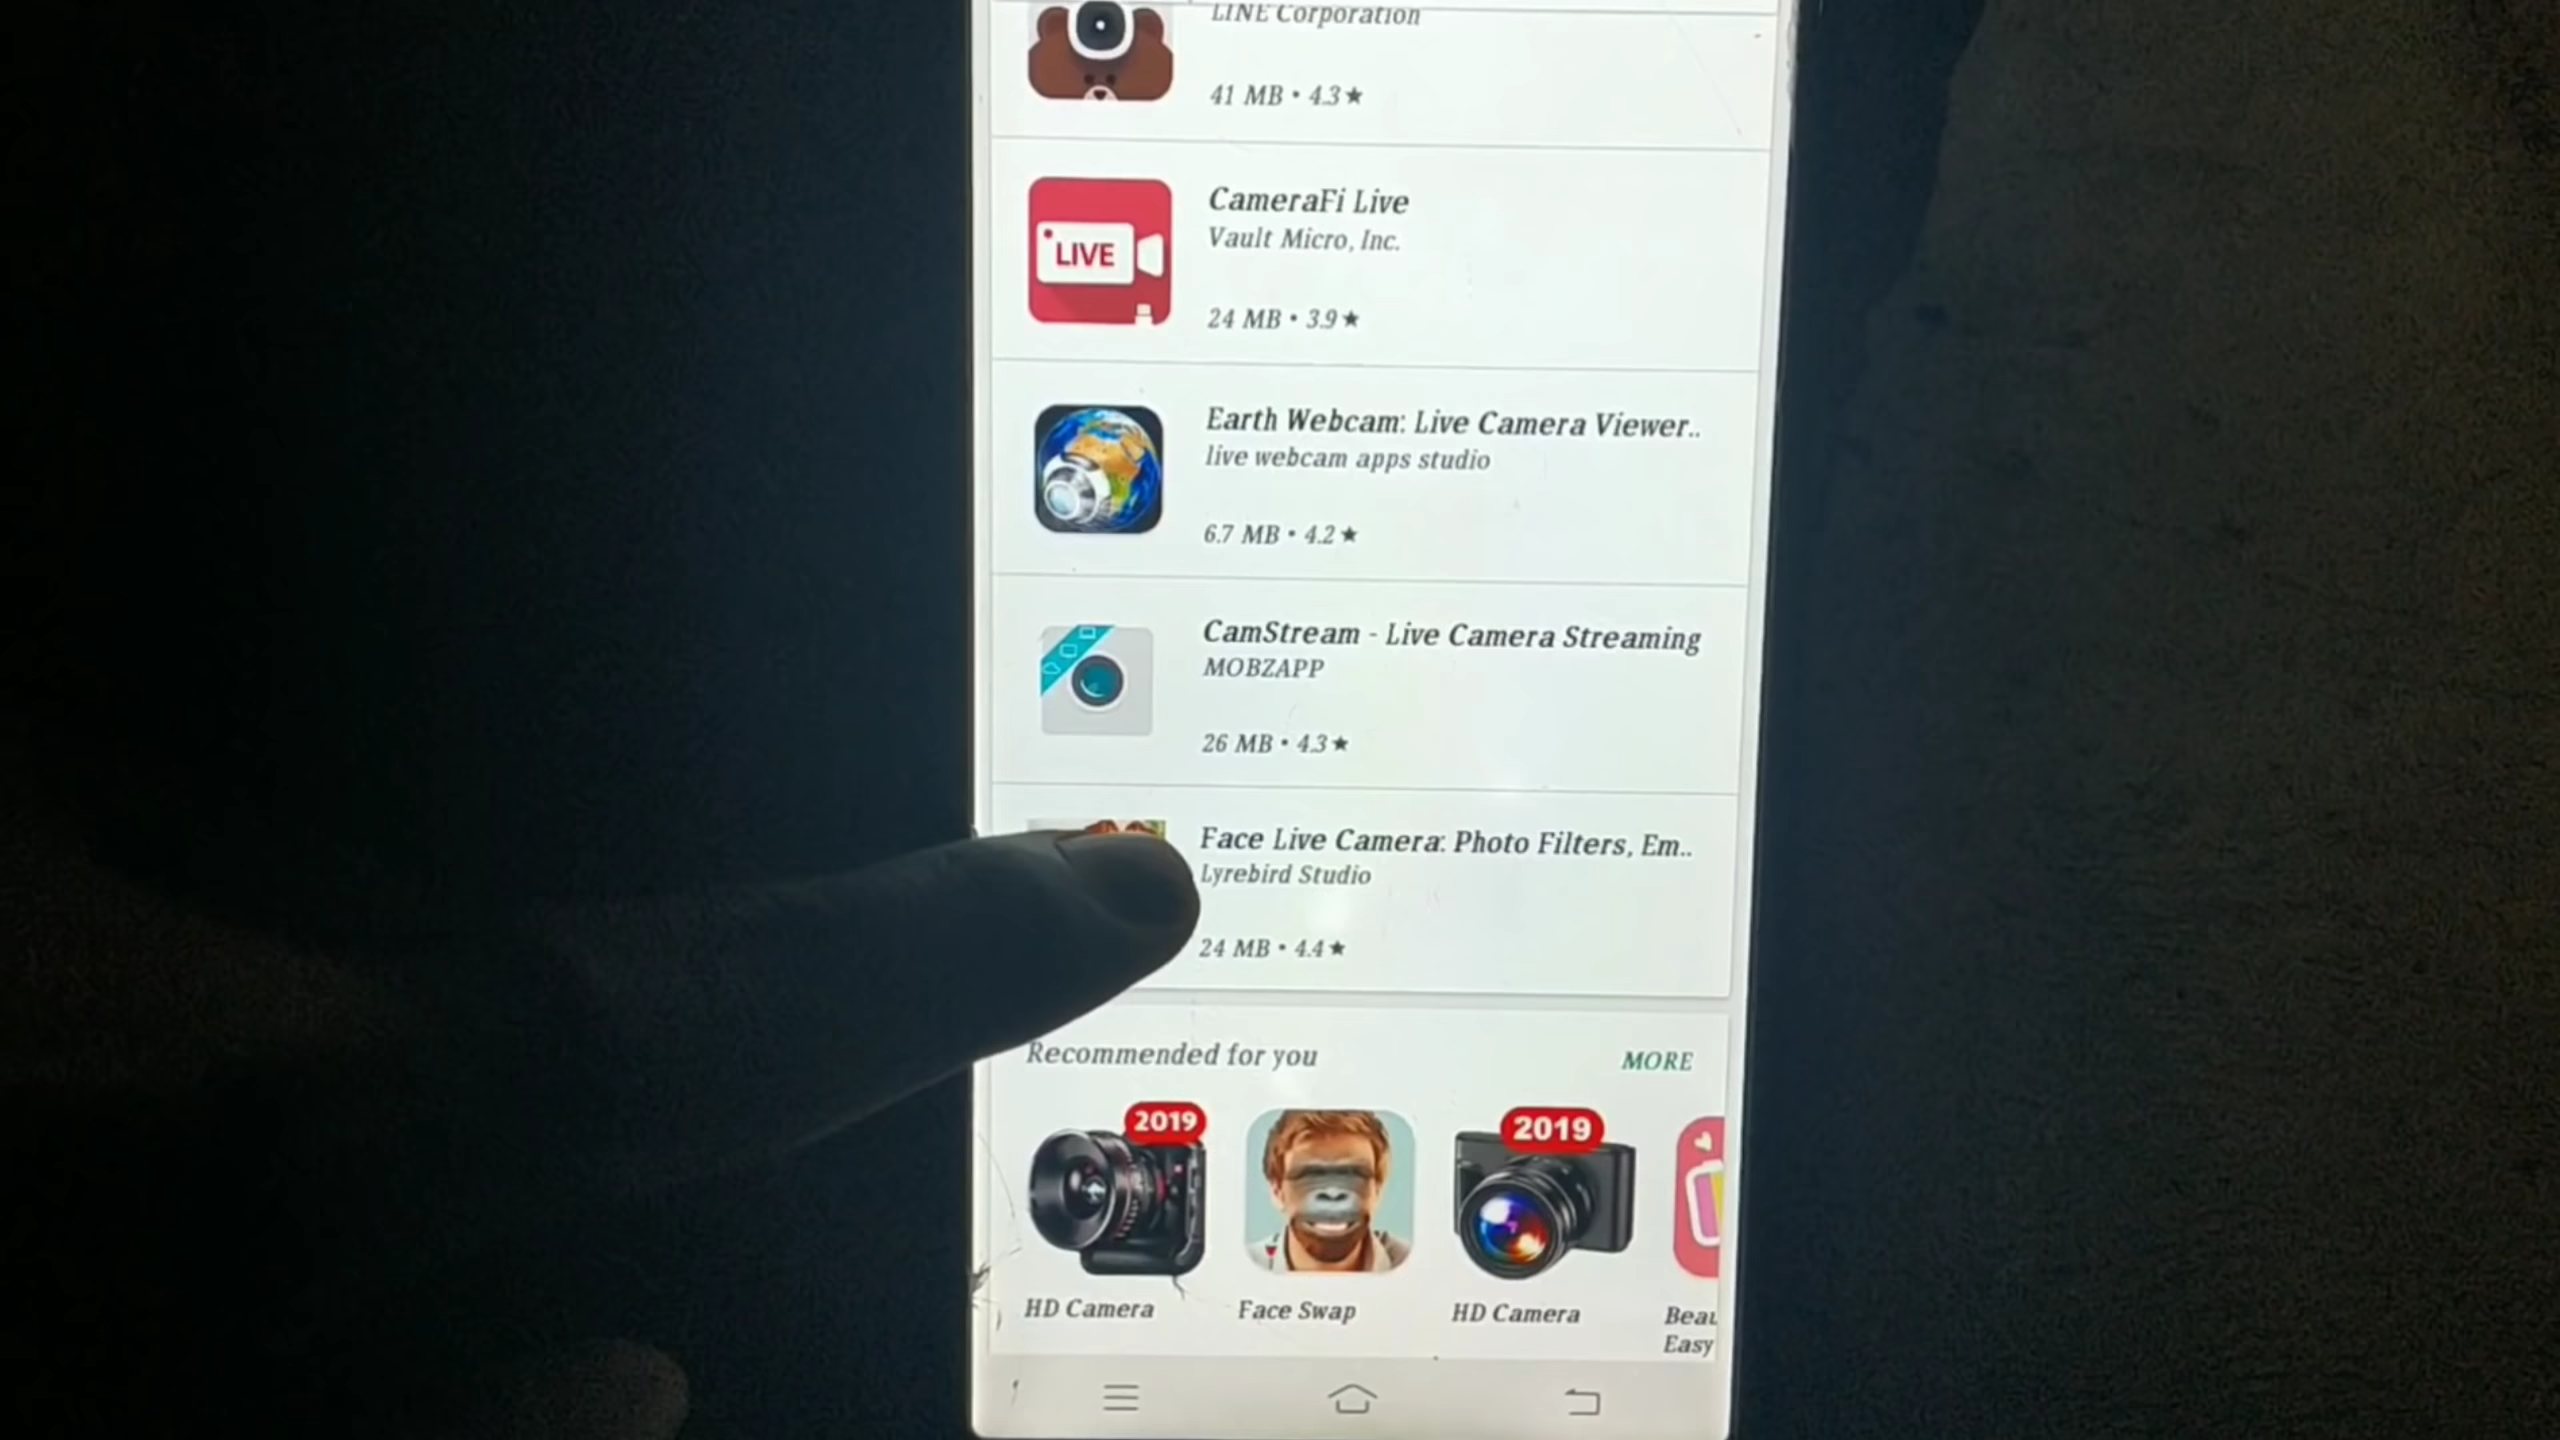 LINE Corporation
41 MB • 4.3★
LIVE
CameraFi Live
Vault Micro, Inc.
24 MB • 3.9★
Earth Webcam: Live Camera Viewer..
live webcam apps studio
6.7 MB • 4.2★
CamStream - Live Camera Streaming
MOBZAPP
26 MB • 4.3★
Face Live Camera: Photo Filters, Em..
Lyrebird Studio
24 MB • 4.4★
Recommended for you
MORE
2019
2019
HD Camera
Face Swap
HD Camera
Beau
Easy